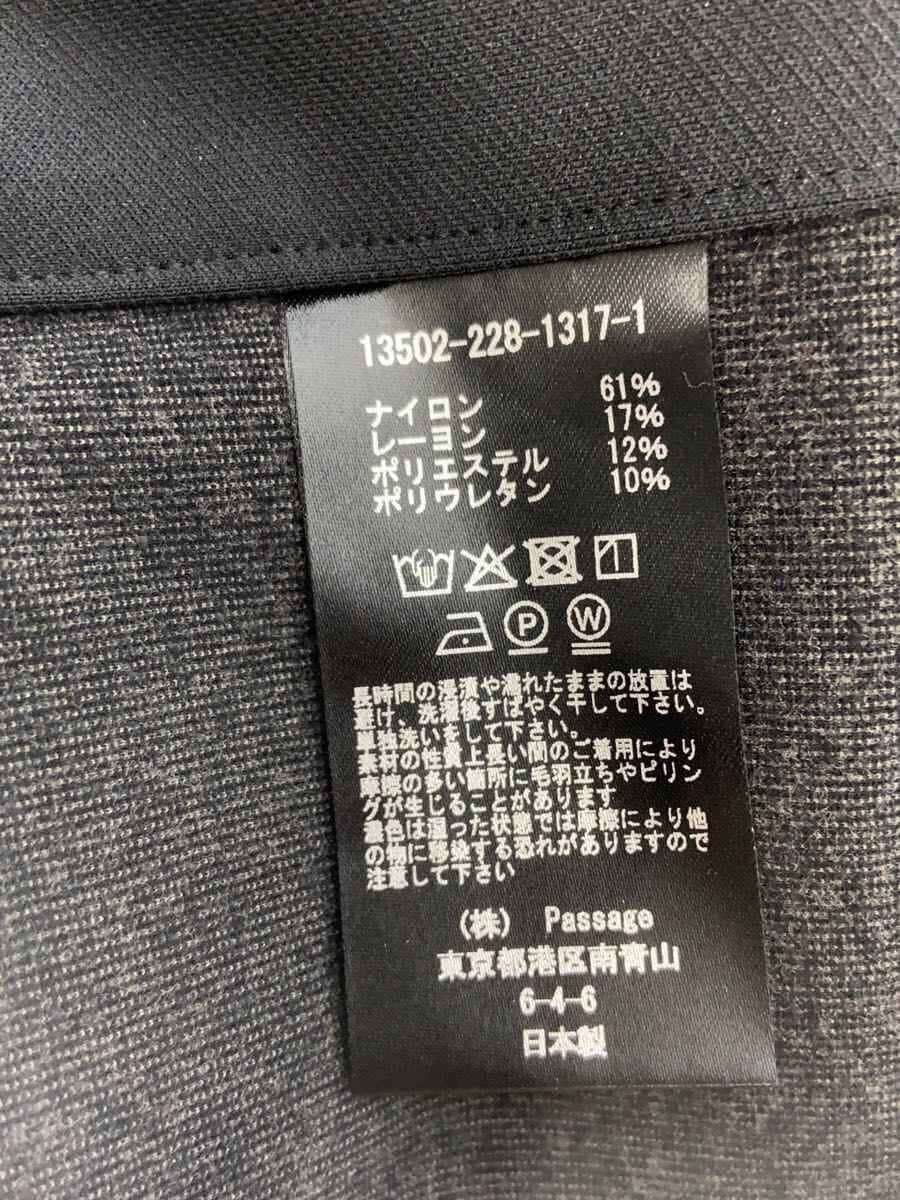 13502-228-1317-1
ナイロン 61%
レーヨン 17%
ポリエステル 12%
ポリウレタン 10%
P W
長時間の浸漬や濡れたままの放置は
避け、洗濯後すばやく干して下さい。
単独洗いをして下さい。
素材の性質上長い間のご着用により
摩擦の多い箇所に毛羽立ちやピリン
グが生じることがあります
濃色は湿った状態では摩擦により他
の物に移染する恐れがありますので
注意して下さい
(株) Passage
東京都港区南青山
6-4-6
日本製